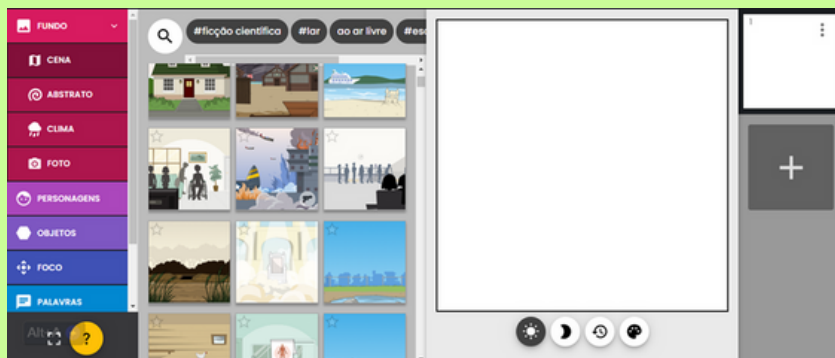 FUNDO
CENA
ABSTRATO
CLIMA
FOTO
PERSONAGENS
OBJETOS
FOCO
PALAVRAS
?
#ficção científica
#lar
ao ar livre
1